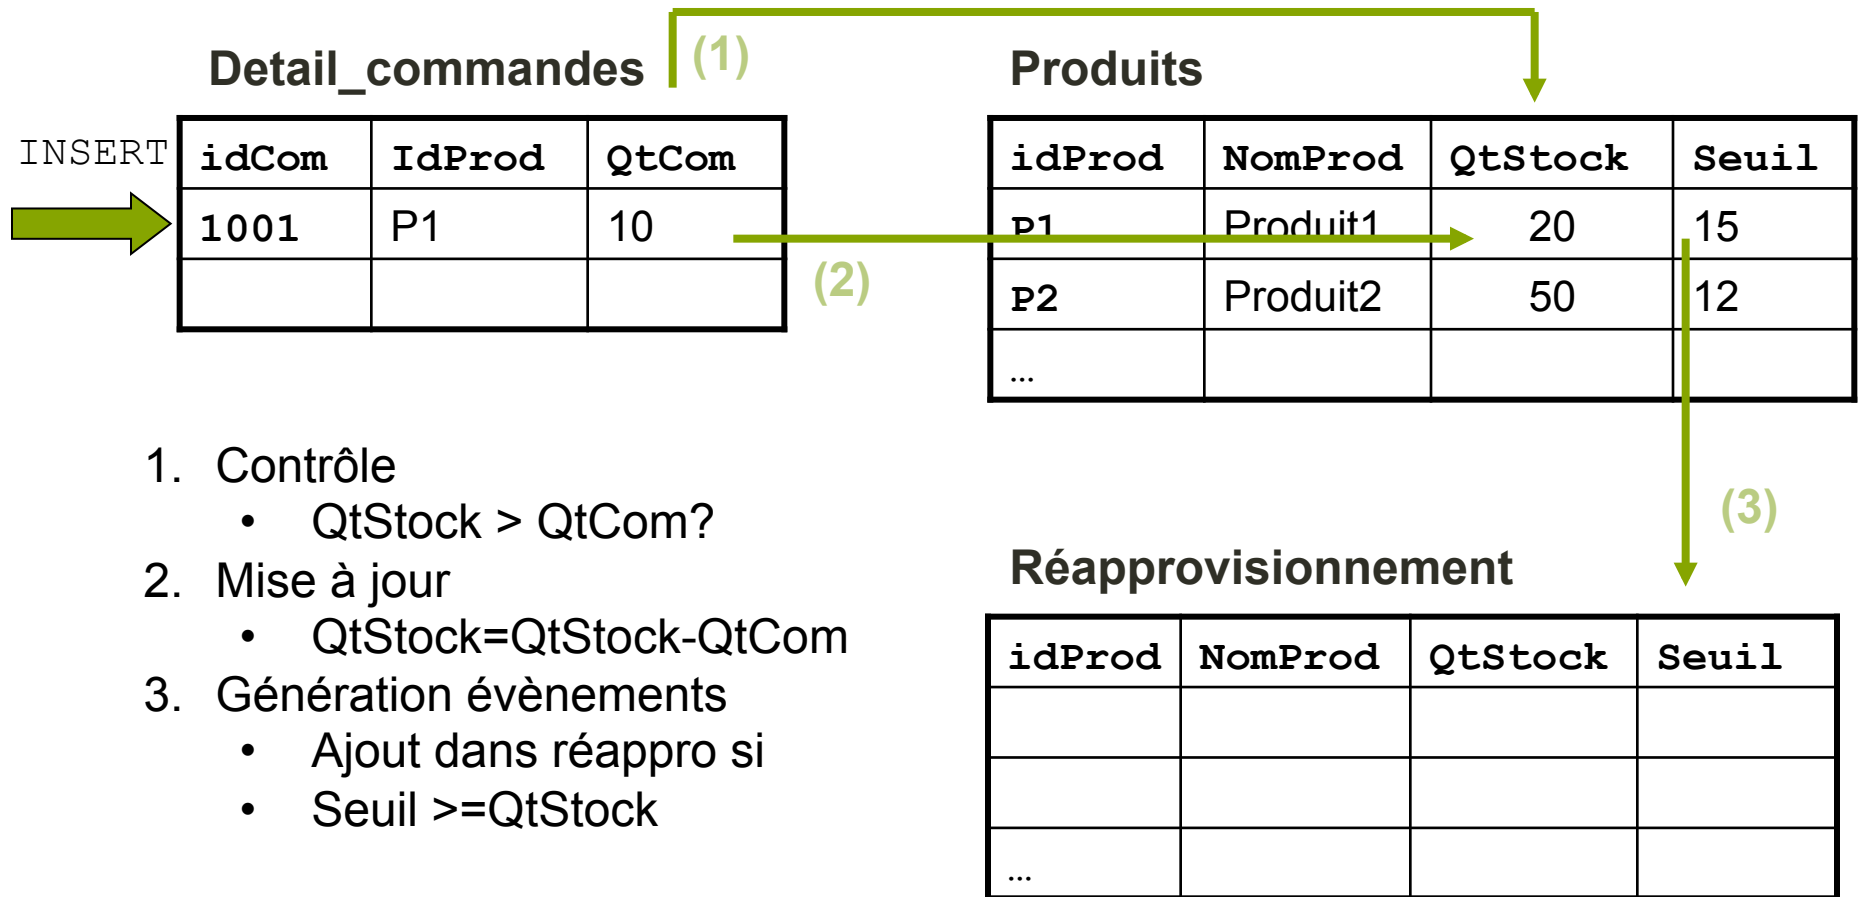 (1)
Detail_commandes
Produits
INSERT
idCom IdProd QtCom
1001 P1 10
idProd NomProd QtStock Seuil
P1 Produit1 20 15
P2 Produit2 50 12
...
(2)
1. Contrôle
• QtStock > QtCom?
2. Mise à jour
• QtStock=QtStock-QtCom
3. Génération évènements
• Ajout dans réappro si
• Seuil >=QtStock
(3)
Réapprovisionnement
idProd NomProd QtStock Seuil
...